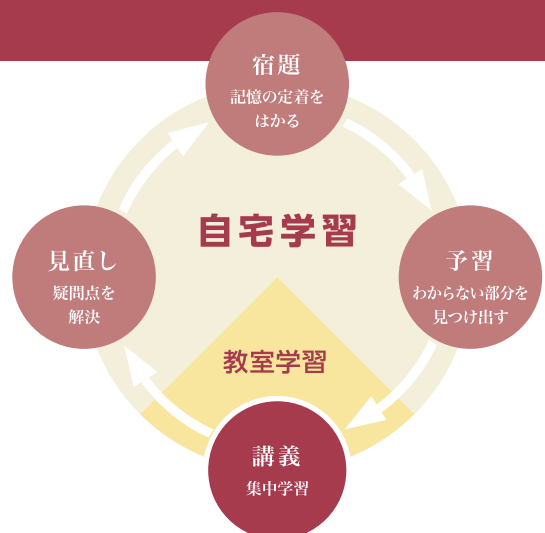 宿題
記憶の定着を
はかる
自宅学習
見直し
疑問点を
解決
予習
わからない部分を
見つけ出す
教室学習
講義
集中学習